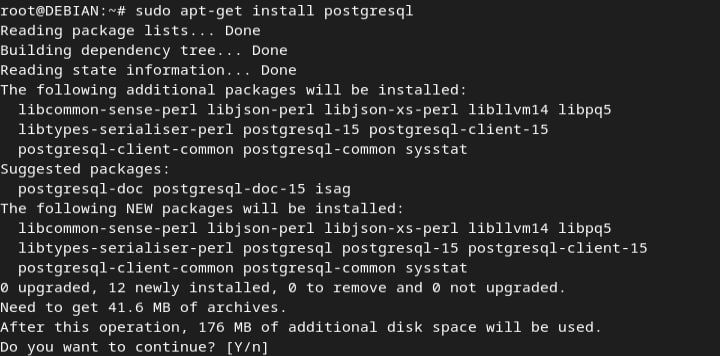 root@DEBIAN:~# sudo apt-get install postgresql
Reading package lists... Done
Building dependency tree... Done
Reading state information... Done
The following additional packages will be installed:
  libcommon-sense-perl libjson-perl libjson-xs-perl libllvm14 libpq5
  libtypes-serialiser-perl postgresql-15 postgresql-client-15
  postgresql-client-common postgresql-common sysstat
Suggested packages:
  postgresql-doc postgresql-doc-15 isag
The following NEW packages will be installed:
  libcommon-sense-perl libjson-perl libjson-xs-perl libllvm14 libpq5
  libtypes-serialiser-perl postgresql postgresql-15 postgresql-client-15
  postgresql-client-common postgresql-common sysstat
0 upgraded, 12 newly installed, 0 to remove and 0 not upgraded.
Need to get 41.6 MB of archives.
After this operation, 176 MB of additional disk space will be used.
Do you want to continue? [Y/n]